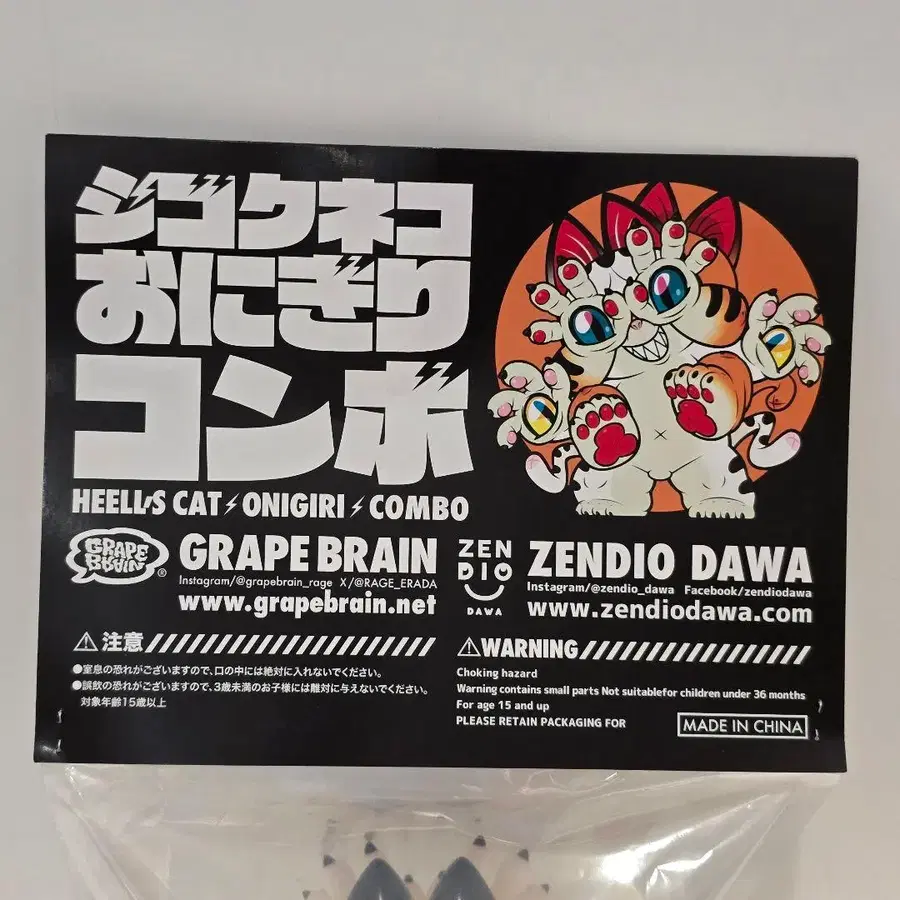 ジゴクネコ
おにぎり
コンボ
HEELL'S CAT⚡ONIGIRI⚡COMBO
GRAPE BRAIN®
GRAPE BRAIN
Instagram/@grapebrain_rage X/@RAGE_ERADA
www.grapebrain.net
ZEN
DIO
DAWA
ZENDIO DAWA
Instagram/@zendio_dawa Facebook/zendiodawa
www.zendiodawa.com
⚠注意
●窒息の恐れがございますので、口の中には絶対に入れないでください。
●誤飲の恐れがございますので、3歳未満のお子様には絶対に与えないでください。
対象年齢15歳以上
⚠WARNING
Choking hazard
Warning contains small parts Not suitablefor children under 36 months
For age 15 and up
PLEASE RETAIN PACKAGING FOR
MADE IN CHINA